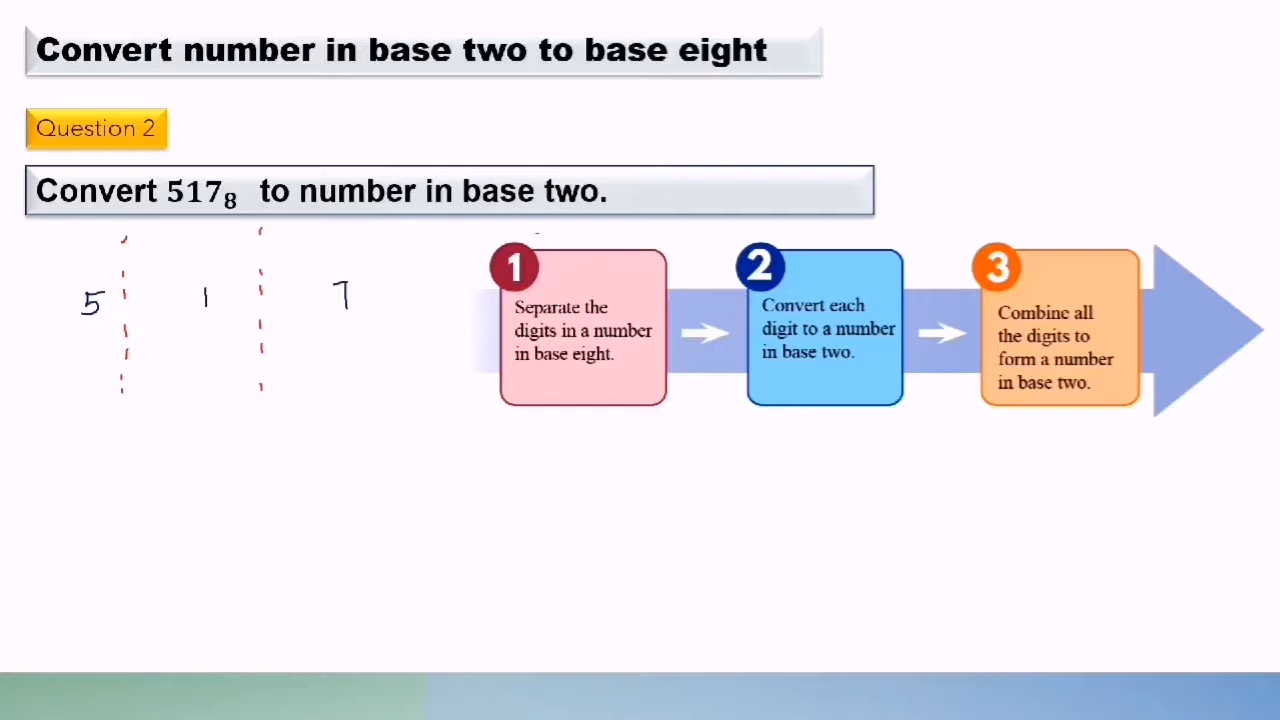 Convert number in base two to base eight
Question 2
Convert 517₈ to number in base two.
5 1 7
1
Separate the
digits in a number
in base eight.
2
Convert each
digit to a number
in base two.
3
Combine all
the digits to
form a number
in base two.